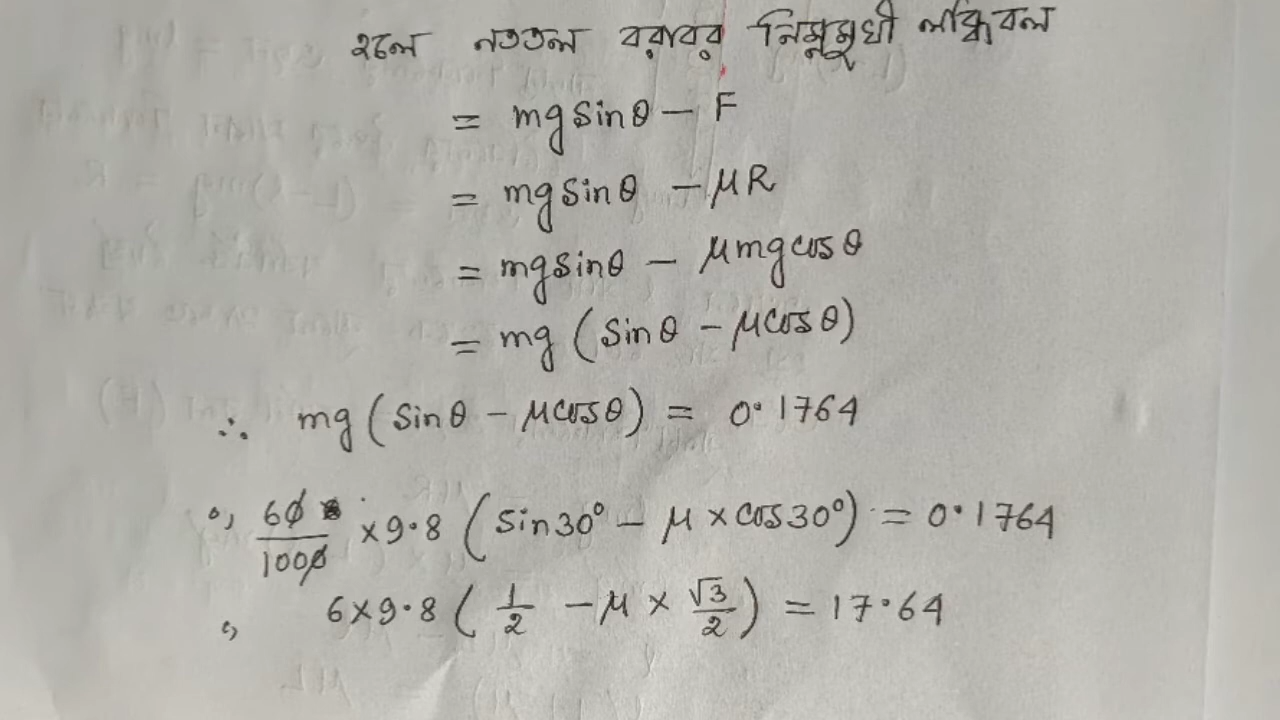 হলে নততল বরাবর নিম্নমুখী লব্ধিবল
= mg sinθ − F
= mg sinθ − μR
= mg sinθ − μmg cosθ
= mg (sinθ − μcosθ)
∴ mg (sinθ − μcosθ) = 0.1764
০, 60/1000 × 9.8 (sin30° − μ × cos30°) = 0.1764
, 6×9.8 (1/2 − μ × √3/2) = 17.64